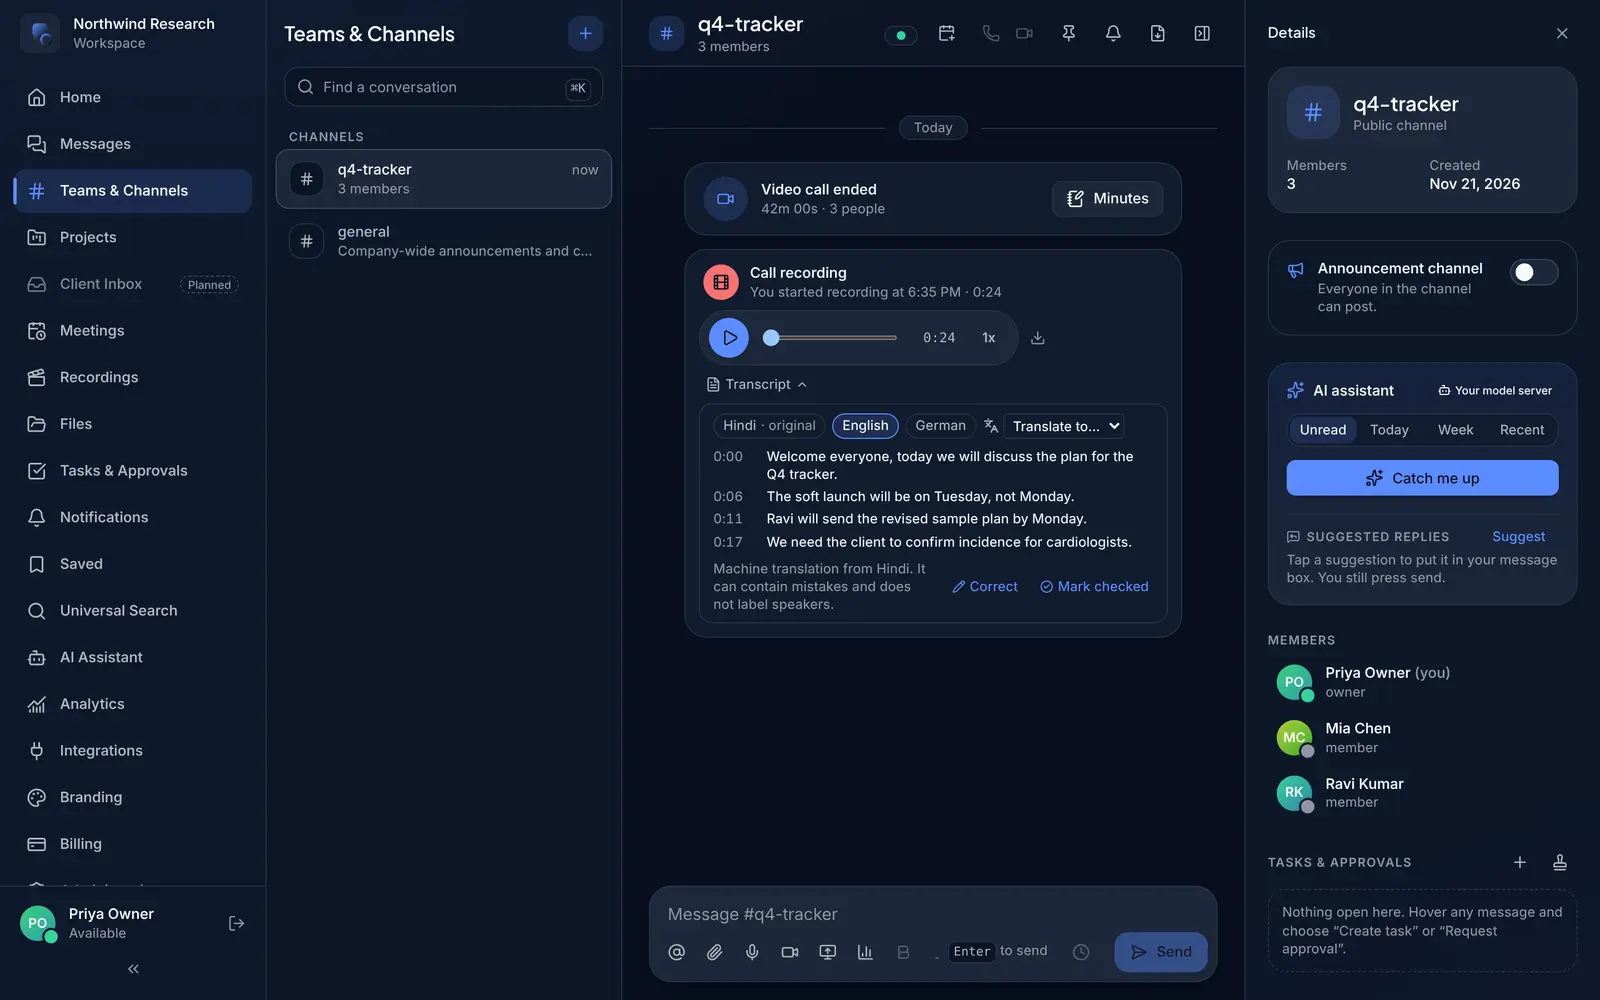 Northwind Research
Workspace
Home
Messages
Teams & Channels
Projects
Client Inbox
Planned
Meetings
Recordings
Files
Tasks & Approvals
Notifications
Saved
Universal Search
AI Assistant
Analytics
Integrations
Branding
Billing
PO
Priya Owner
Available
Teams & Channels
Find a conversation
⌘K
CHANNELS
q4-tracker
now
3 members
general
Company-wide announcements and c...
q4-tracker
3 members
Today
Video call ended
42m 00s · 3 people
Minutes
Call recording
You started recording at 6:35 PM · 0:24
0:24
1x
Transcript
Hindi · original
English
German
Translate to...
0:00 Welcome everyone, today we will discuss the plan for the
Q4 tracker.
0:06 The soft launch will be on Tuesday, not Monday.
0:11 Ravi will send the revised sample plan by Monday.
0:17 We need the client to confirm incidence for cardiologists.
Machine translation from Hindi. It
can contain mistakes and does
not label speakers.
Correct
Mark checked
Message #q4-tracker
Enter to send
Send
Details
q4-tracker
Public channel
Members
3
Created
Nov 21, 2026
Announcement channel
Everyone in the channel
can post.
AI assistant
Your model server
Unread
Today
Week
Recent
Catch me up
SUGGESTED REPLIES
Suggest
Tap a suggestion to put it in your message
box. You still press send.
MEMBERS
PO
Priya Owner (you)
owner
MC
Mia Chen
member
RK
Ravi Kumar
member
TASKS & APPROVALS
Nothing open here. Hover any message and
choose “Create task” or “Request
approval”.